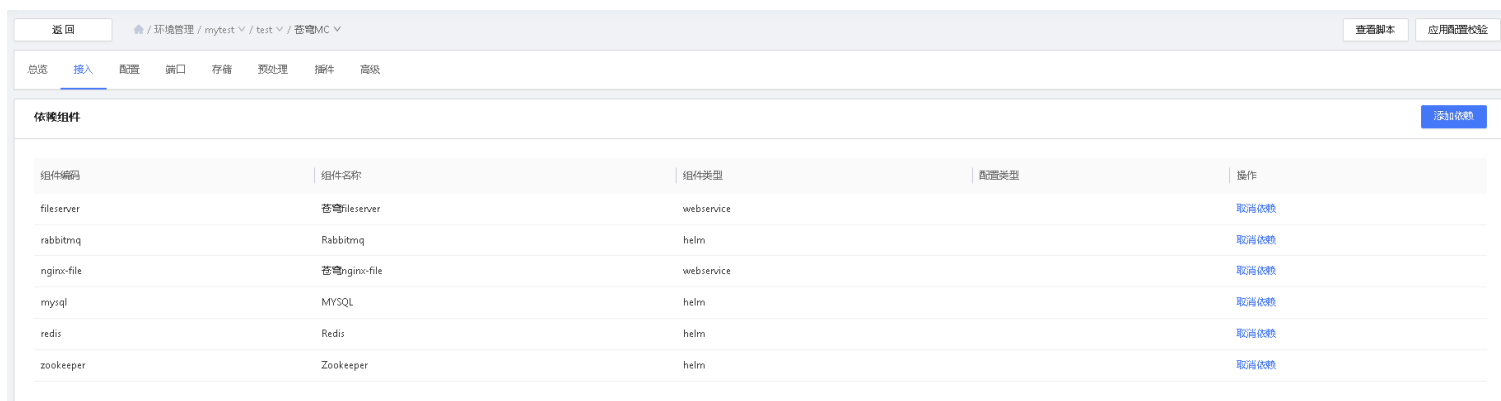 返回 / 环境管理 / mytest / test / 苍穹MC 查看脚本 应用配置校验
总览 接入 配置 端口 存储 预处理 插件 高级
依赖组件 添加依赖
组件编码 组件名称 组件类型 配置类型 操作
fileserver 苍穹fileserver webservice 取消依赖
rabbitmq Rabbitmq helm 取消依赖
nginx-file 苍穹nginx-file webservice 取消依赖
mysql MYSQL helm 取消依赖
redis Redis helm 取消依赖
zookeeper Zookeeper helm 取消依赖